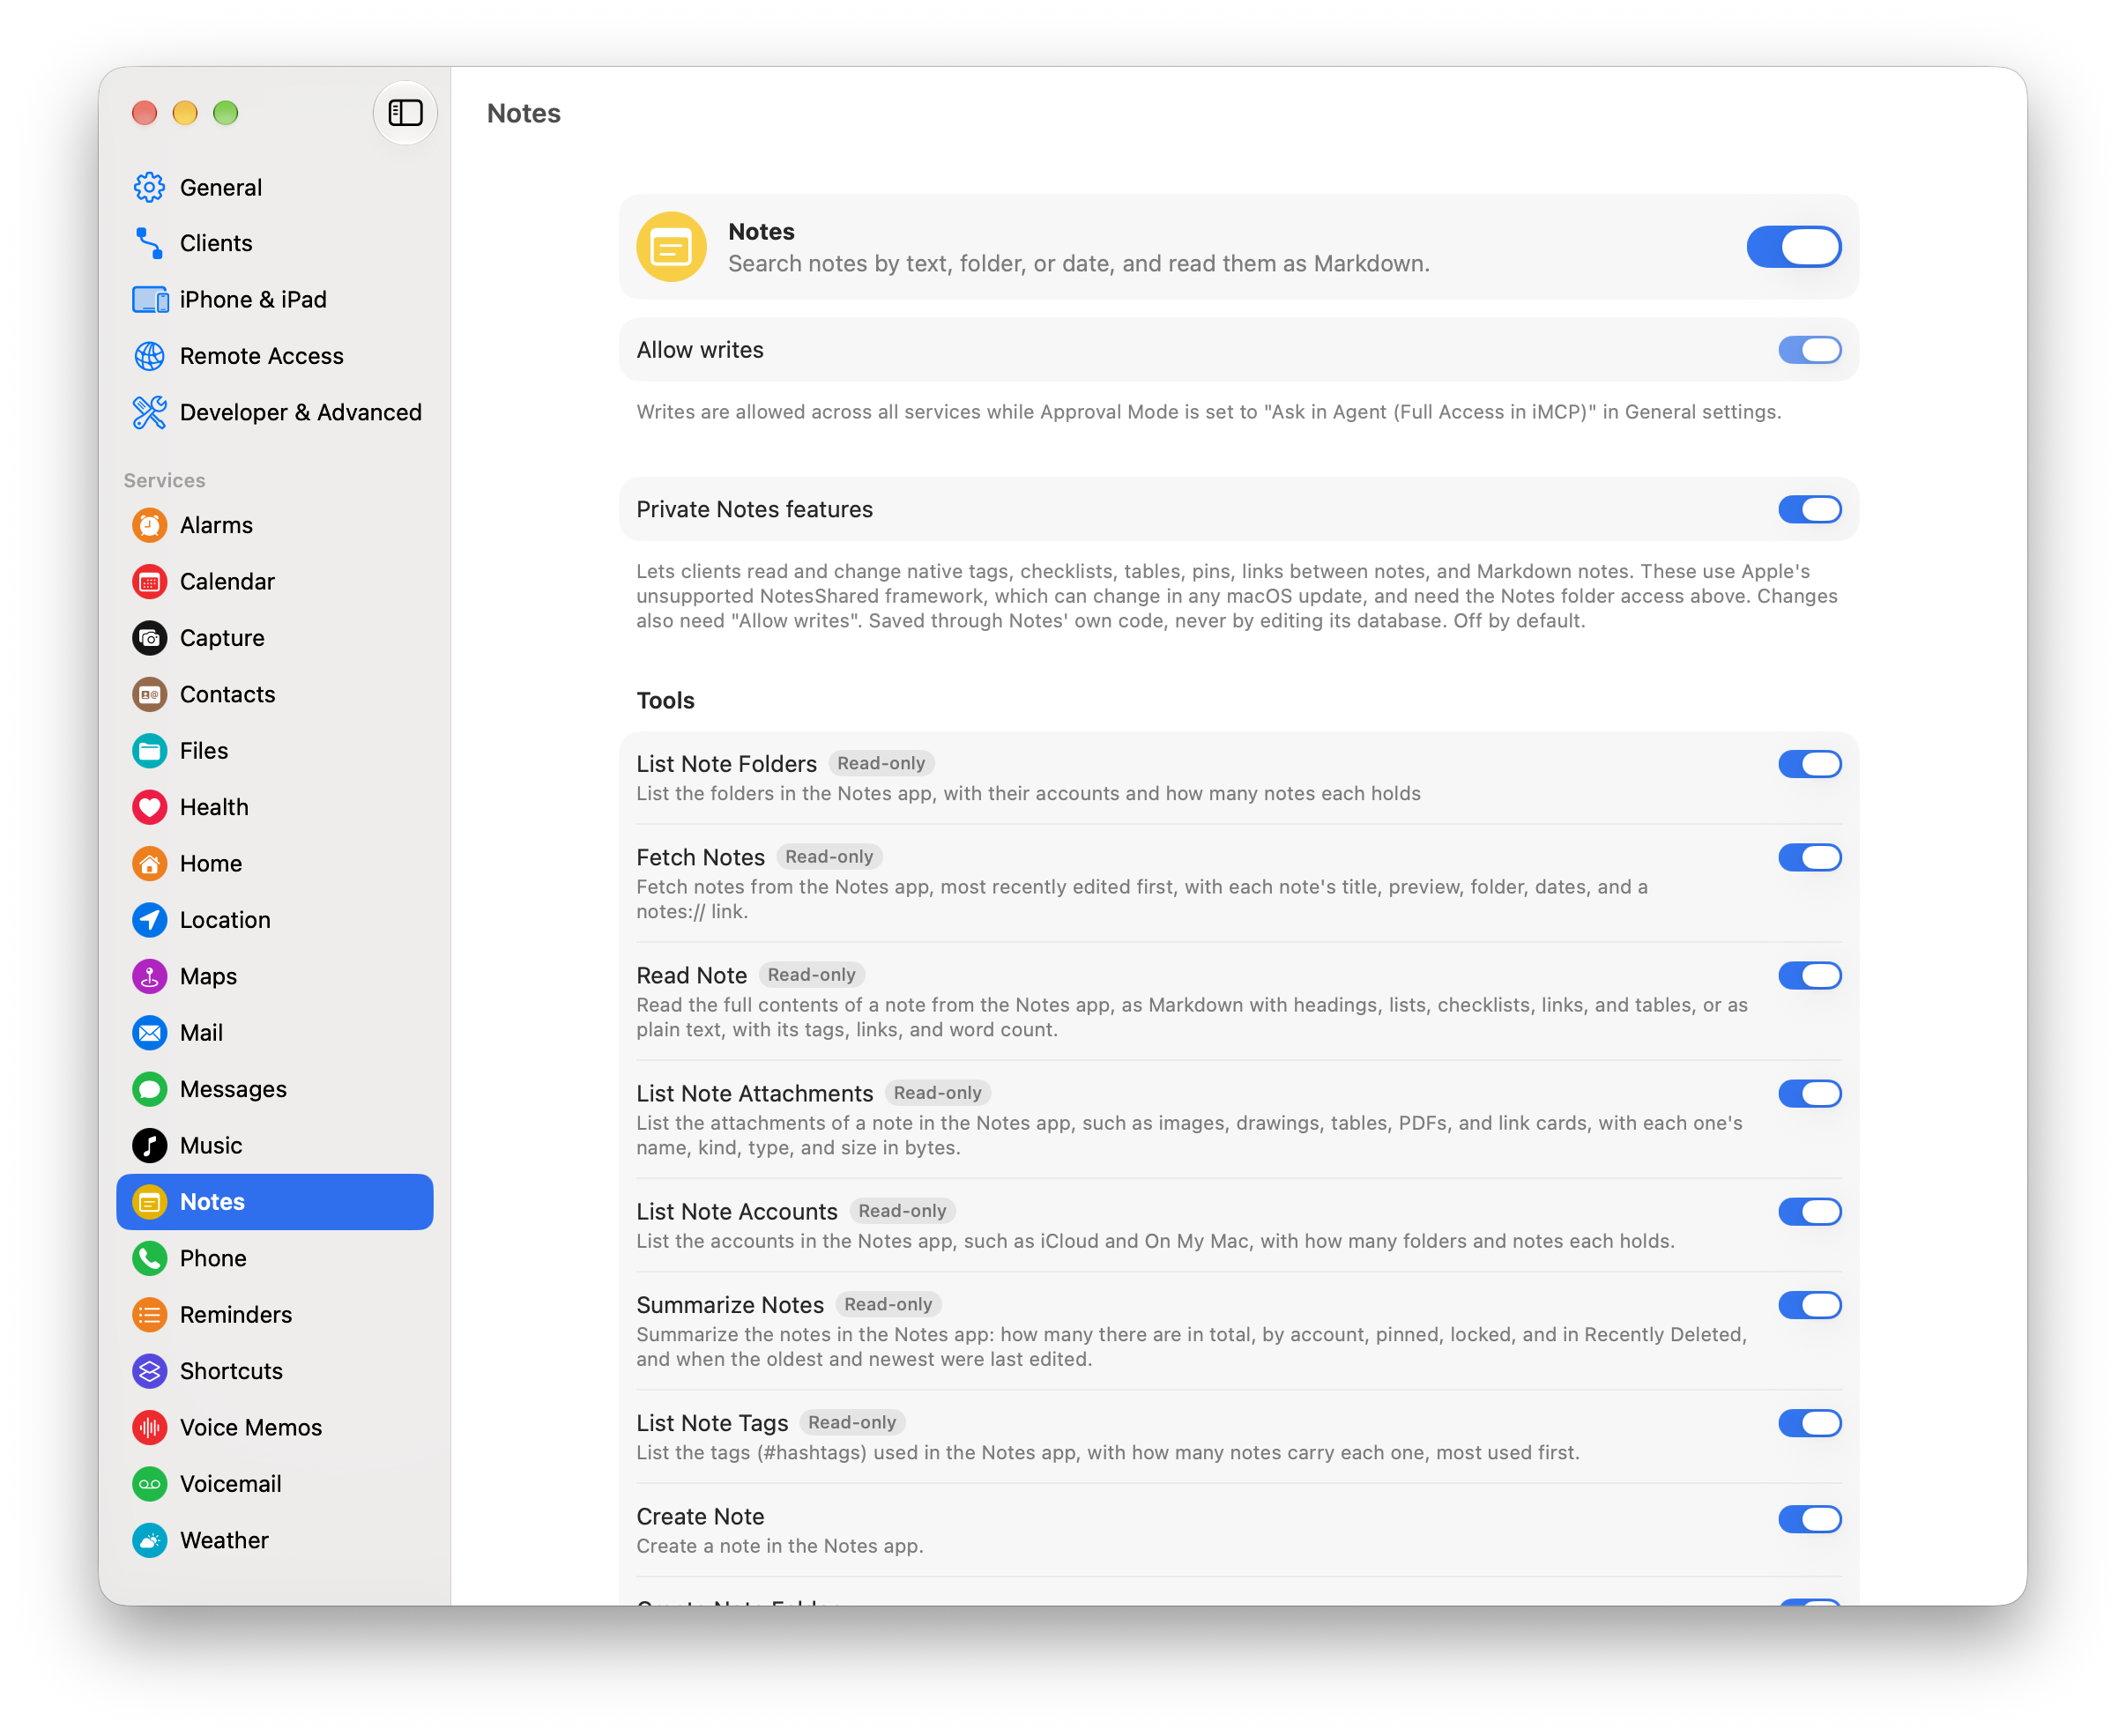 Notes
General
Clients
iPhone & iPad
Remote Access
Developer & Advanced
Services
Alarms
Calendar
Capture
Contacts
Files
Health
Home
Location
Maps
Mail
Messages
Music
Notes
Phone
Reminders
Shortcuts
Voice Memos
Voicemail
Weather
Notes
Search notes by text, folder, or date, and read them as Markdown.
Allow writes
Writes are allowed across all services while Approval Mode is set to "Ask in Agent (Full Access in iMCP)" in General settings.
Private Notes features
Lets clients read and change native tags, checklists, tables, pins, links between notes, and Markdown notes. These use Apple's
unsupported NotesShared framework, which can change in any macOS update, and need the Notes folder access above. Changes
also need "Allow writes". Saved through Notes' own code, never by editing its database. Off by default.
Tools
List Note Folders Read-only
List the folders in the Notes app, with their accounts and how many notes each holds
Fetch Notes Read-only
Fetch notes from the Notes app, most recently edited first, with each note's title, preview, folder, dates, and a
notes:// link.
Read Note Read-only
Read the full contents of a note from the Notes app, as Markdown with headings, lists, checklists, links, and tables, or as
plain text, with its tags, links, and word count.
List Note Attachments Read-only
List the attachments of a note in the Notes app, such as images, drawings, tables, PDFs, and link cards, with each one's
name, kind, type, and size in bytes.
List Note Accounts Read-only
List the accounts in the Notes app, such as iCloud and On My Mac, with how many folders and notes each holds.
Summarize Notes Read-only
Summarize the notes in the Notes app: how many there are in total, by account, pinned, locked, and in Recently Deleted,
and when the oldest and newest were last edited.
List Note Tags Read-only
List the tags (#hashtags) used in the Notes app, with how many notes carry each one, most used first.
Create Note
Create a note in the Notes app.